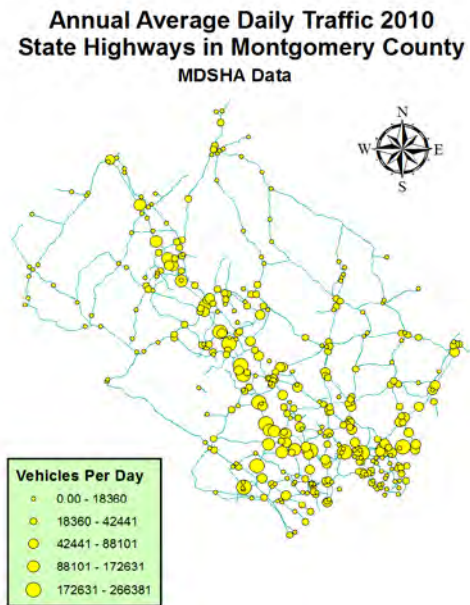 Annual Average Daily Traffic 2010
State Highways in Montgomery County
MDSHA Data
N
W E
S
Vehicles Per Day
0.00 - 18360
18360 - 42441
42441 - 88101
88101 - 172631
172631 - 266381